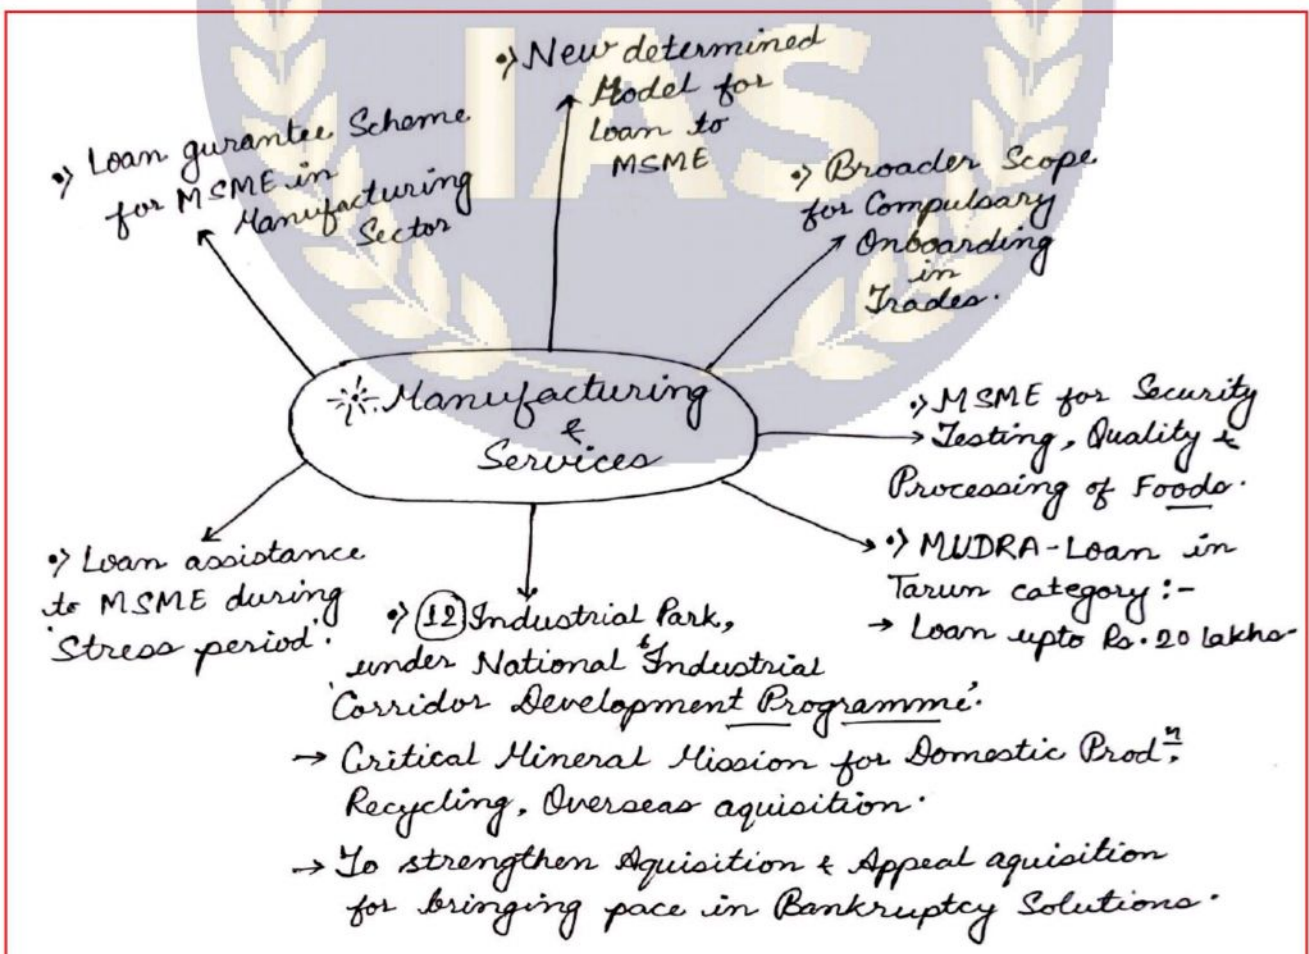 IAS
•> New determined
Model for
Loan to
MSME
•> Loan gurantee Scheme
for MSME in
Manufacturing
Sector
•> Broader Scope
for Compulsary
Onboarding
in
Trades.
Manufacturing
&
Services
•> MSME for Security
Testing, Quality &
Processing of Foods.
•> MUDRA-Loan in
Tarun category:-
→ Loan upto Rs. 20 lakhs
•> Loan assistance
to MSME during
'Stress period'.
•> 12 Industrial Park,
under National 'Industrial
Corridor Development Programme'.
→ Critical Mineral Mission for Domestic Prodⁿ,
Recycling, Overseas aquisition.
→ To strengthen Aquisition & Appeal aquisition
for bringing pace in Bankruptcy Solutions.